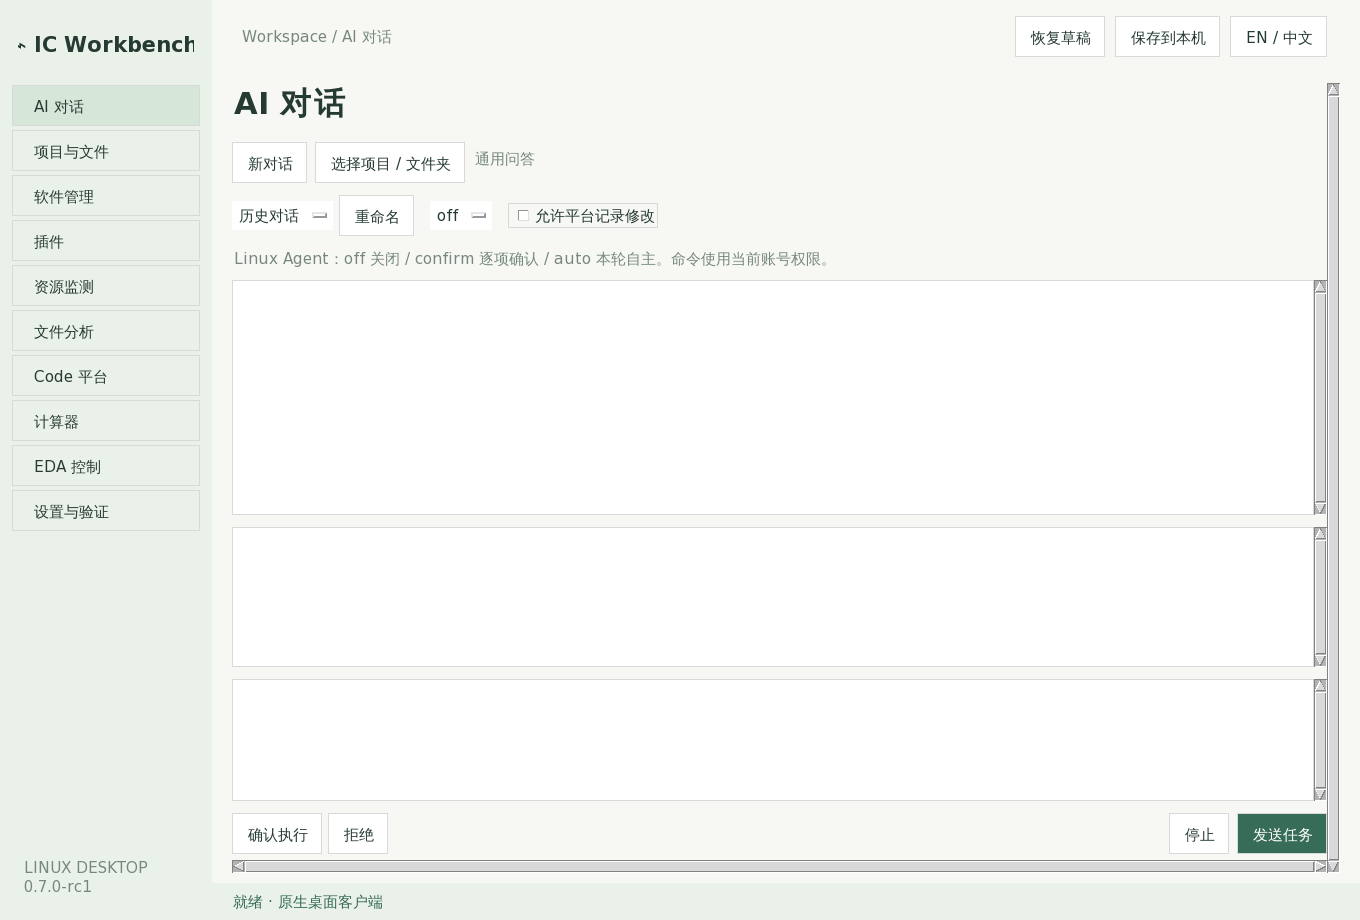 IC Workbench
AI 对话
项目与文件
软件管理
插件
资源监测
文件分析
Code 平台
计算器
EDA 控制
设置与验证
LINUX DESKTOP
0.7.0-rc1
Workspace / AI 对话
恢复草稿
保存到本机
EN / 中文
AI 对话
新对话
选择项目 / 文件夹
通用问答
历史对话
重命名
off
允许平台记录修改
Linux Agent：off 关闭 / confirm 逐项确认 / auto 本轮自主。命令使用当前账号权限。
确认执行
拒绝
停止
发送任务
就绪 · 原生桌面客户端